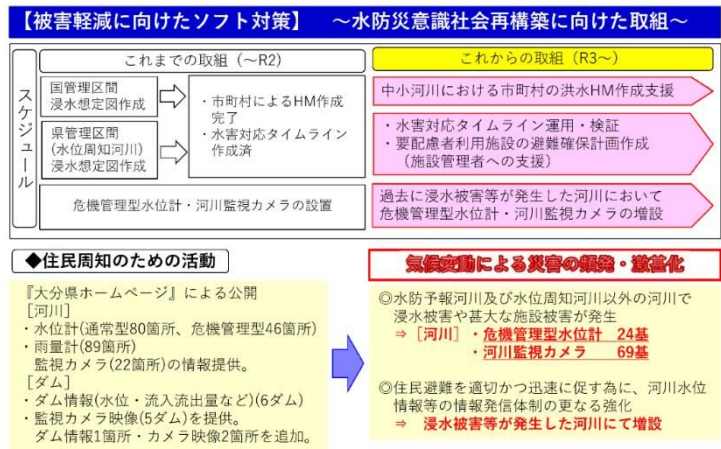 【被害軽減に向けたソフト対策】　～水防災意識社会再構築に向けた取組～
スケジュール
これまでの取組（～R2）
国管理区間
浸水想定図作成
県管理区間
(水位周知河川)
浸水想定図作成
・市町村によるHM作成
完了
・水害対応タイムライン
作成済
危機管理型水位計・河川監視カメラの設置
これからの取組（R3～）
中小河川における市町村の洪水HM作成支援
・水害対応タイムライン運用・検証
・要配慮者利用施設の避難確保計画作成
（施設管理者への支援）
過去に浸水被害等が発生した河川において
危機管理型水位計・河川監視カメラの増設
◆住民周知のための活動
『大分県ホームページ』による公開
［河川］
・水位計(通常型80箇所、危機管理型46箇所)
・雨量計(89箇所)
監視カメラ(22箇所)の情報提供。
【ダム】
・ダム情報(水位・流入流出量など)(6ダム)
・監視カメラ映像(5ダム)を提供。
ダム情報1箇所・カメラ映像2箇所を追加。
気候変動による災害の頻発・激甚化
◎水防予報河川及び水位周知河川以外の河川で
浸水被害や甚大な施設被害が発生
⇒［河川］・危機管理型水位計　24基
・河川監視カメラ　69基
◎住民避難を適切かつ迅速に促す為に、河川水位
情報等の情報発信体制の更なる強化
⇒ 浸水被害等が発生した河川にて増設